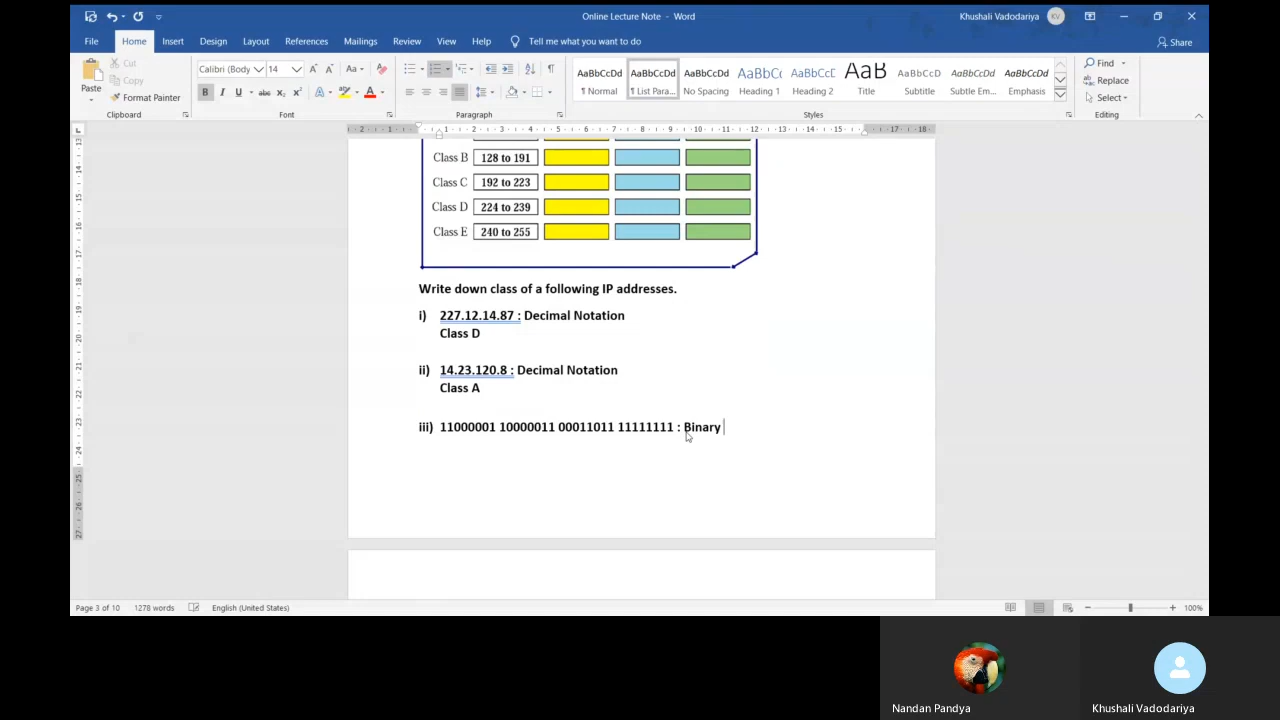 Online Lecture Note - Word
Khushali Vadodariya KV
File Home Insert Design Layout References Mailings Review View Help Tell me what you want to do Share
Paste Cut Copy Format Painter
Calibri (Body 14
AaBbCcDd AaBbCcDd AaBbCcDd AaBbCc AaBbCcE AaB AaBbCcD AaBbCcDd AaBbCcDd
¶ Normal ¶ List Para... No Spacing Heading 1 Heading 2 Title Subtitle Subtle Em... Emphasis
Find Replace Select
Clipboard Font Paragraph Styles Editing
Class B 128 to 191
Class C 192 to 223
Class D 224 to 239
Class E 240 to 255
Write down class of a following IP addresses.
i) 227.12.14.87 : Decimal Notation
Class D
ii) 14.23.120.8 : Decimal Notation
Class A
iii) 11000001 10000011 00011011 11111111 : Binary
Page 3 of 10 1278 words English (United States) 100%
Nandan Pandya
Khushali Vadodariya